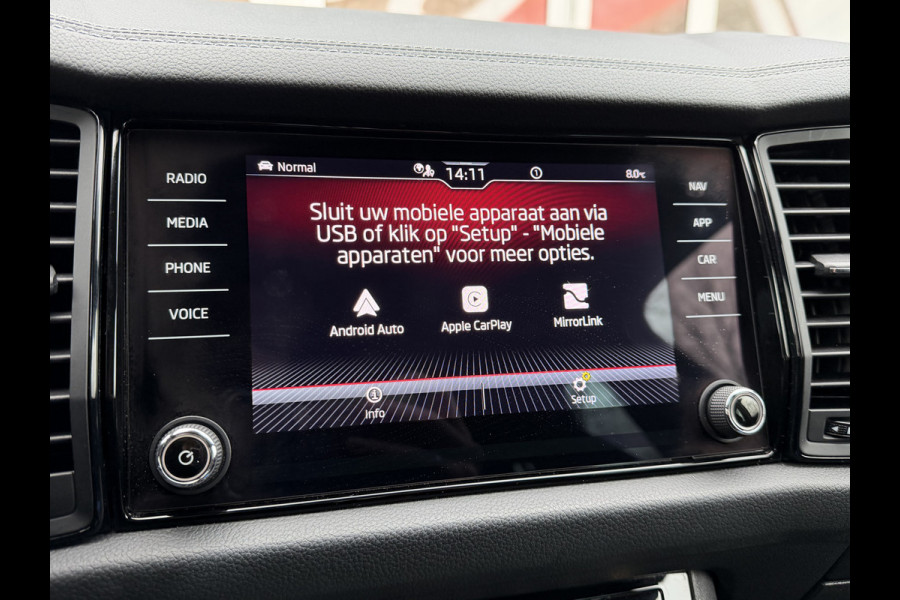 RADIO
MEDIA
PHONE
VOICE
Normal
14:11
1
8.0°C
Sluit uw mobiele apparaat aan via
USB of klik op "Setup" - "Mobiele
apparaten" voor meer opties.
Android Auto
Apple CarPlay
MirrorLink
Info
Setup
NAV
APP
CAR
MENU